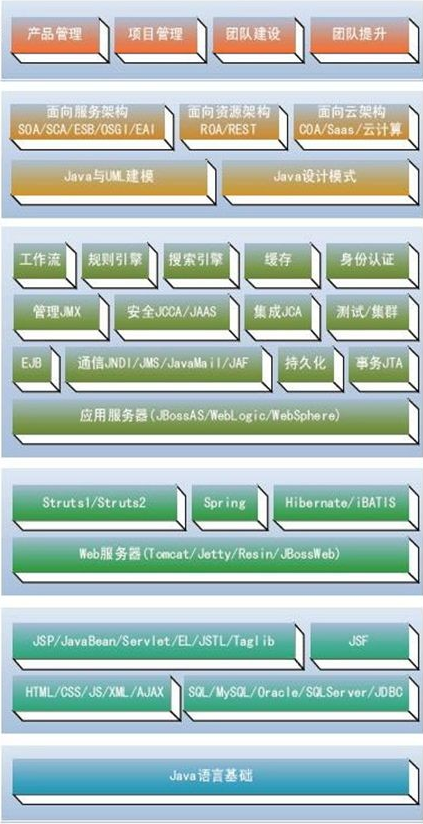 产品管理
项目管理
团队建设
团队提升
面向服务架构
SOA/SCA/ESB/OSGI/EAI
面向资源架构
ROA/REST
面向云架构
COA/Saas/云计算
Java与UML建模
Java设计模式
工作流
规则引擎
搜索引擎
缓存
身份认证
管理JMX
安全JCCA/JAAS
集成JCA
测试/集群
EJB
通信JNDI/JMS/JavaMail/JAF
持久化
事务JTA
应用服务器(JBossAS/WebLogic/WebSphere)
Struts1/Struts2
Spring
Hibernate/iBATIS
Web服务器(Tomcat/Jetty/Resin/JBossWeb)
JSP/JavaBean/Servlet/EL/JSTL/Taglib
JSF
HTML/CSS/JS/XML/AJAX
SQL/MySQL/Oracle/SQLServer/JDBC
Java语言基础